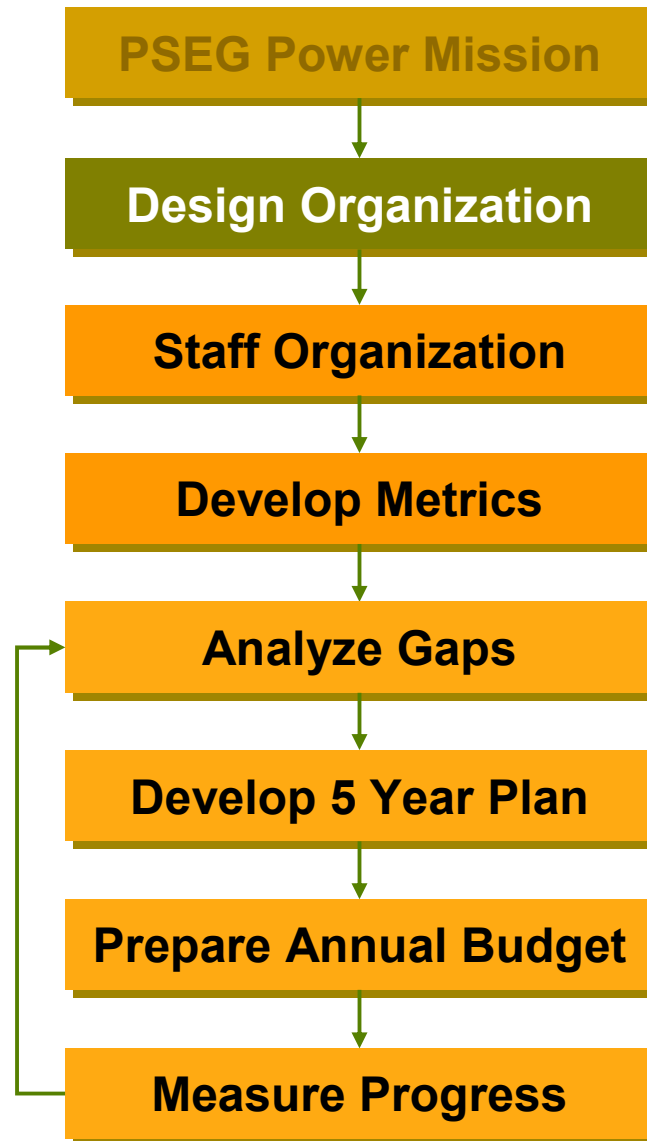 PSEG Power Mission
Design Organization
Staff Organization
Develop Metrics
Analyze Gaps
Develop 5 Year Plan
Prepare Annual Budget
Measure Progress